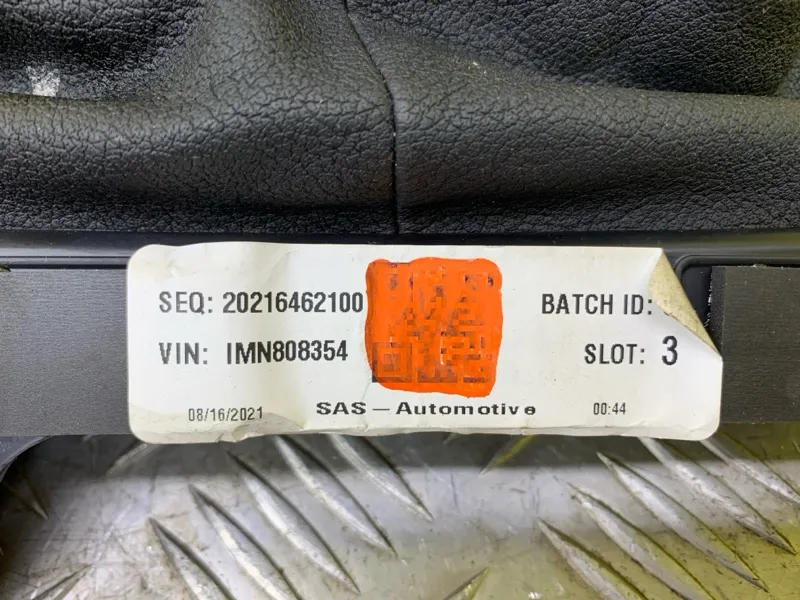 SEQ: 20216462100
BATCH ID:
VIN: IMN808354
SLOT: 3
08/16/2021
SAS - Automotive
00:44